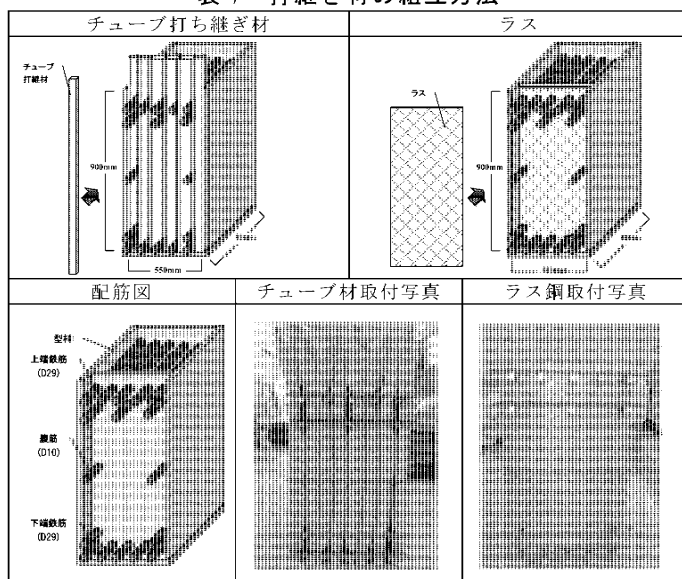 チューブ打ち継ぎ材
ラス
チューブ
打継材
900mm
550mm
ラス
900mm
配筋図
チューブ材取付写真
ラス鋼取付写真
型枠
上端鉄筋
(D29)
腹筋
(D10)
下端鉄筋
(D29)